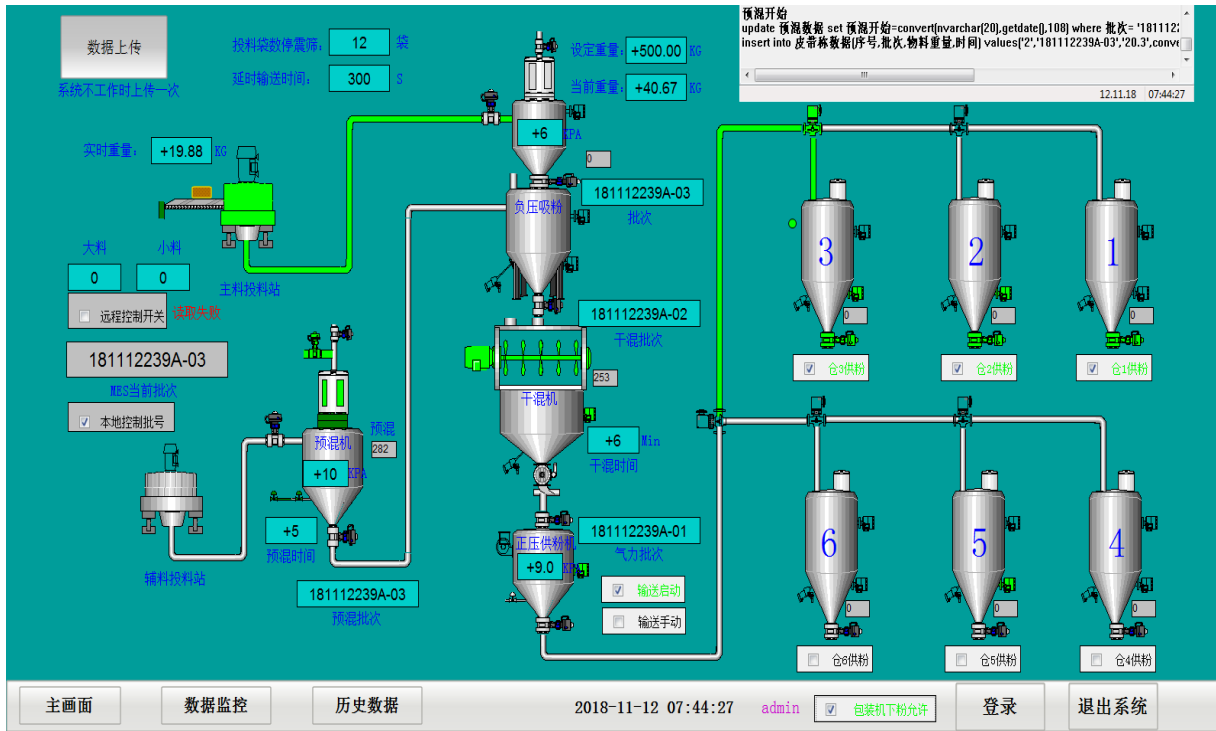 预混开始
update 预混数据 set 预混开始=convert(nvarchar(20),getdate(),108) where 批次= '181112:
insert into 皮带称数据(序号,批次,物料重量,时间) values('2','181112239A-03','20.3',conve
12.11.18 07:44:27
数据上传
系统不工作时上传一次
投料袋数停震筛: 12 袋
延时输送时间: 300 S
设定重量: +500.00 KG
当前重量: +40.67 KG
实时重量: +19.88 KG
+6 KPA
0
181112239A-03
批次
负压吸粉
大料 小料
0 0
主料投料站
远程控制开关 读取失败
181112239A-03
MES当前批次
本地控制批号
181112239A-02
干混批次
253
干混机
+6 Min
干混时间
预混机
预混
282
+10 KPA
+5
预混时间
辅料投料站
181112239A-03
预混批次
181112239A-01
气力批次
正压供粉机
+9.0 KPA
输送启动
输送手动
3 2 1
0 0 0
仓3供粉 仓2供粉 仓1供粉
6 5 4
0 0 0
仓6供粉 仓5供粉 仓4供粉
主画面 数据监控 历史数据 2018-11-12 07:44:27 admin 包装机下粉允许 登录 退出系统